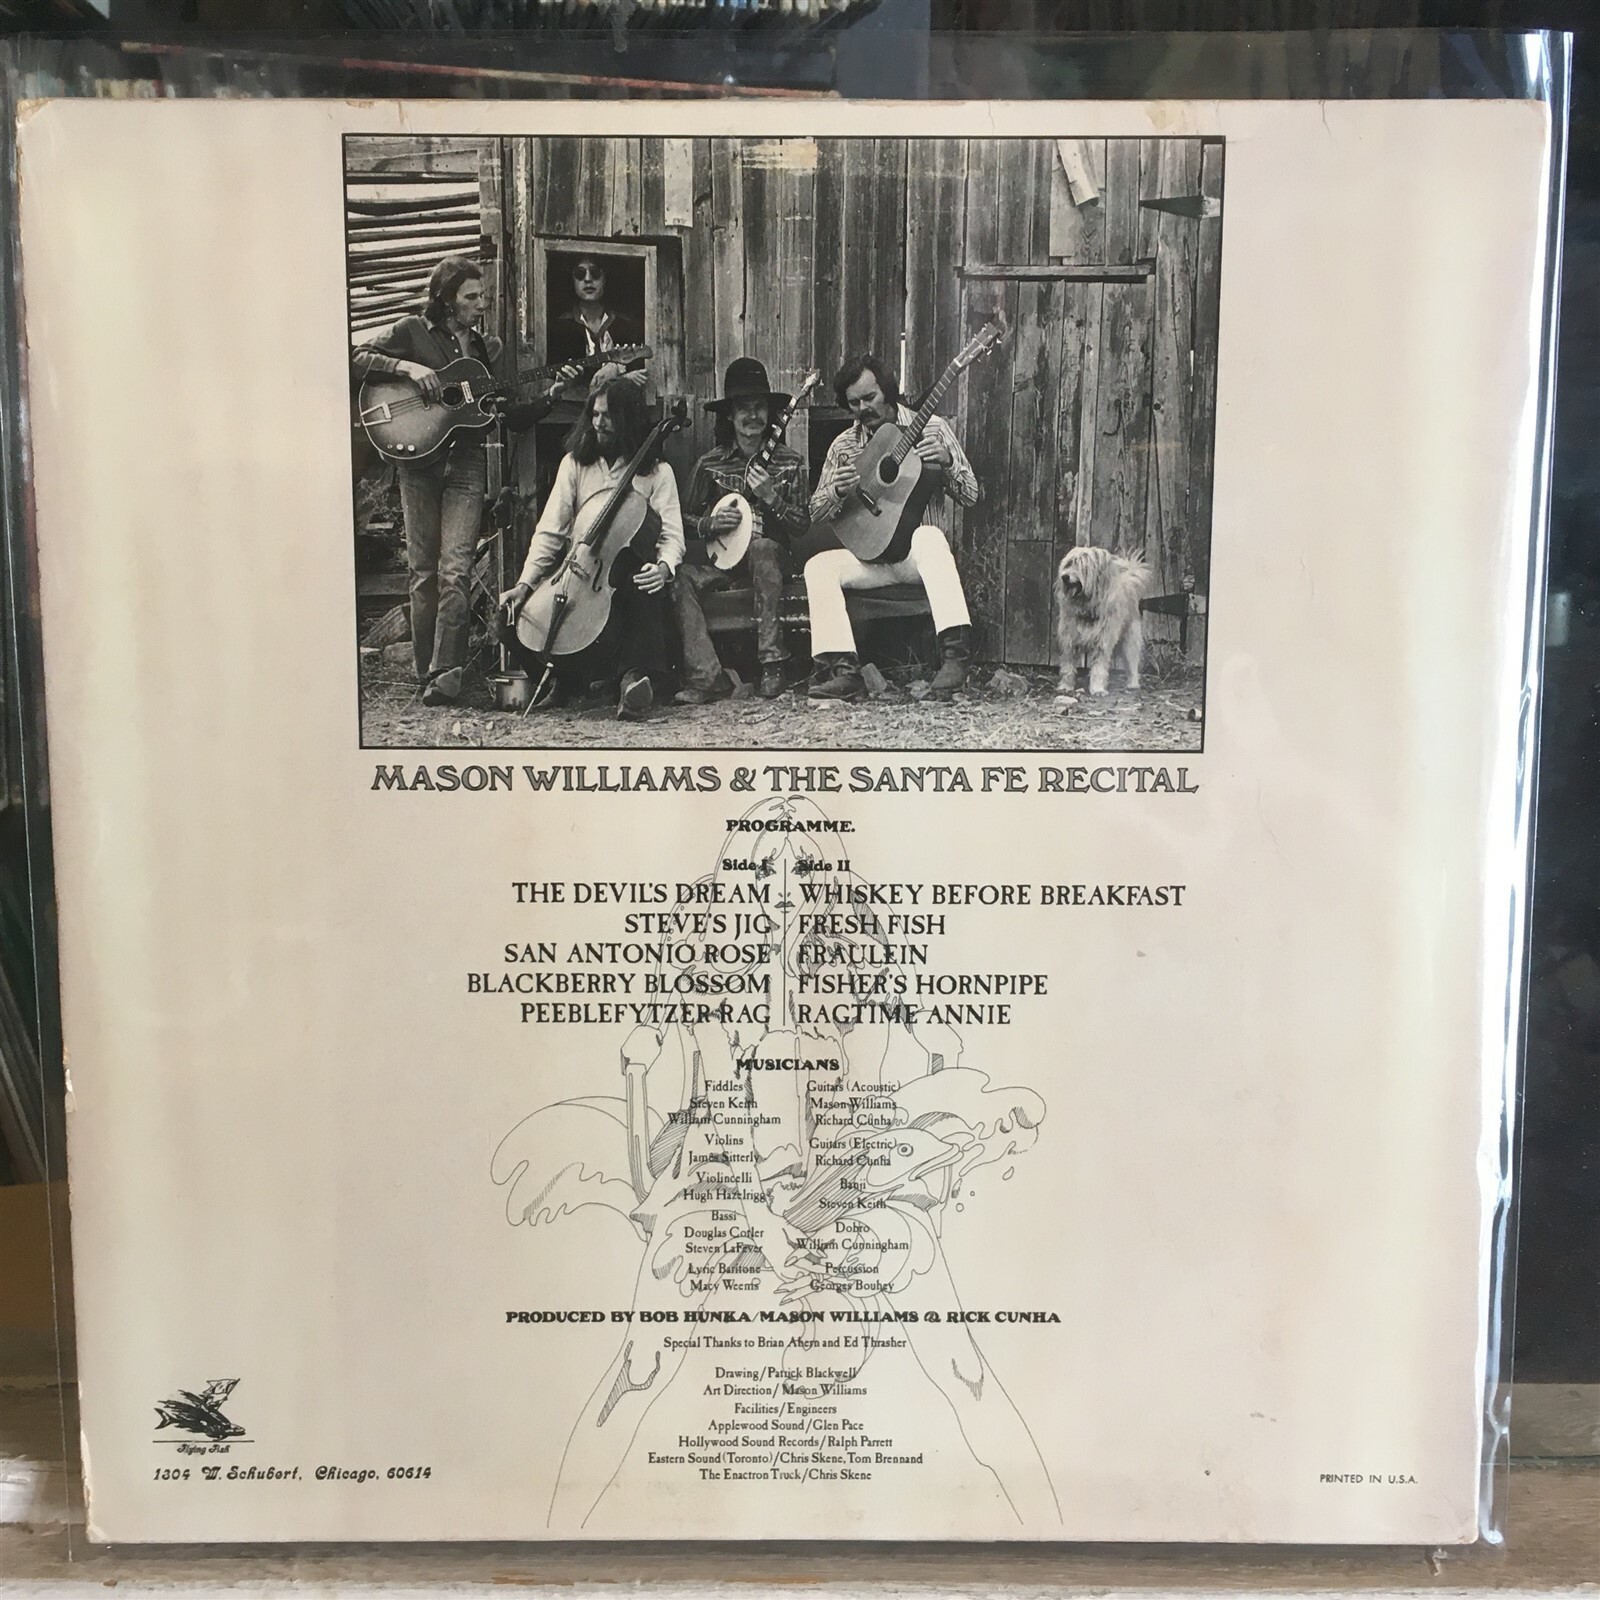 MASON WILLIAMS & THE SANTA FE RECITAL
PROGRAMME.
Side I
THE DEVIL'S DREAM
STEVE'S JIG
SAN ANTONIO ROSE
BLACKBERRY BLOSSOM
PEEBLEFYTZER RAG
Side II
WHISKEY BEFORE BREAKFAST
FRESH FISH
FRAULEIN
FISHER'S HORNPIPE
RAGTIME ANNIE
MUSICIANS
Fiddles
Steven Keith
William Cunningham
Violins
James Sitterly
Violincelli
Hugh Hazelrigg
Bassi
Douglas
Steven LaFever
Lyric Baritone
Macy Weems
Guitars (Acoustic)
Mason Williams
Richard Cunha
Guitars (Electric)
Richard Cunha
Banji
Steven Keith
Dobro
William Cunningham
Percussion
Georges Bouhey
PRODUCED BY BOB HUNKA/MASON WILLIAMS & RICK CUNHA
Special Thanks to Brian Ahern and Ed Thrasher
Drawing/Patrick Blackwell
Art Direction/Mason Williams
Facilities/Engineers
Applewood Sound/Glen Pace
Hollywood Sound Records/Ralph Parrett
Eastern Sound (Toronto)/Chris Skene, Tom Brennand
The Enactron Truck/Chris Skene
Flying Fish
1304 W. Schubert, Chicago, 60614
PRINTED IN U.S.A.